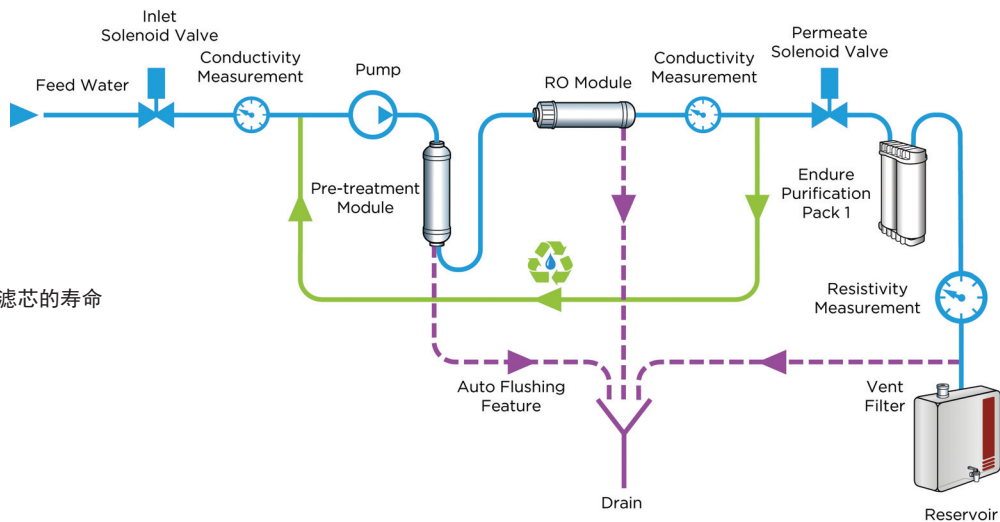 Inlet
Solenoid Valve
Feed Water
Conductivity
Measurement
Pump
Pre-treatment
Module
RO Module
Conductivity
Measurement
Permeate
Solenoid Valve
Endure
Purification
Pack 1
滤芯的寿命
Resistivity
Measurement
Auto Flushing
Feature
Vent
Filter
Drain
Reservoir